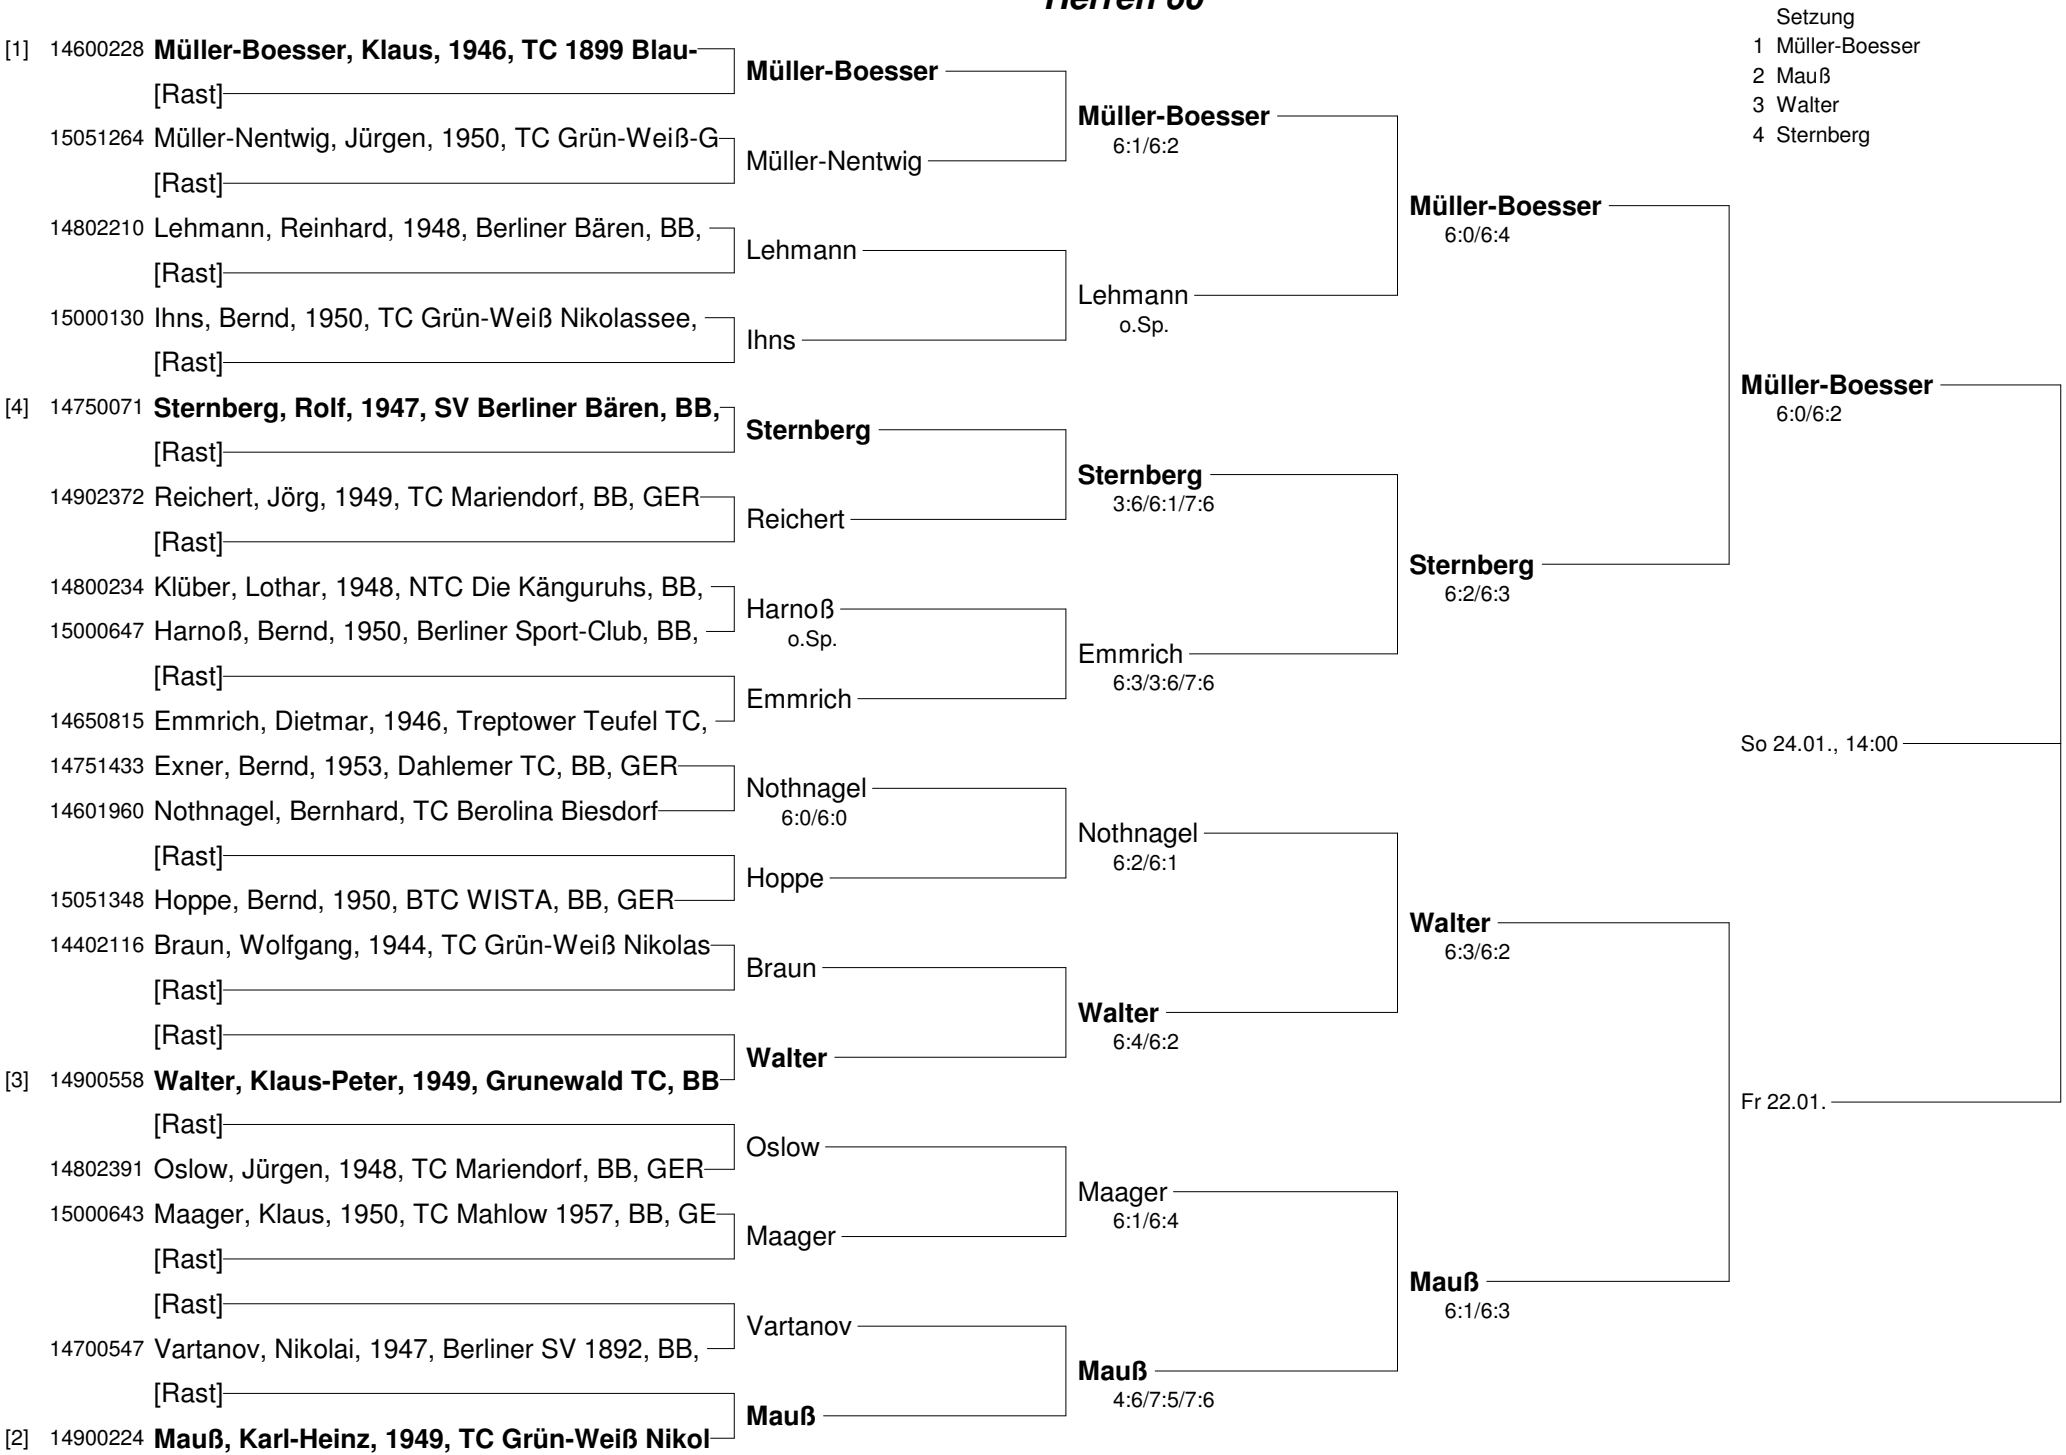 Herren 60
Setzung
1 Müller-Boesser
2 Mauß
3 Walter
4 Sternberg
[1] 14600228 Müller-Boesser, Klaus, 1946, TC 1899 Blau-
[Rast]
15051264 Müller-Nentwig, Jürgen, 1950, TC Grün-Weiß-G
[Rast]
14802210 Lehmann, Reinhard, 1948, Berliner Bären, BB,
[Rast]
15000130 Ihns, Bernd, 1950, TC Grün-Weiß Nikolassee,
[Rast]
[4] 14750071 Sternberg, Rolf, 1947, SV Berliner Bären, BB,
[Rast]
14902372 Reichert, Jörg, 1949, TC Mariendorf, BB, GER
[Rast]
14800234 Klüber, Lothar, 1948, NTC Die Känguruhs, BB,
15000647 Harnoß, Bernd, 1950, Berliner Sport-Club, BB,
[Rast]
14650815 Emmrich, Dietmar, 1946, Treptower Teufel TC,
14751433 Exner, Bernd, 1953, Dahlemer TC, BB, GER
14601960 Nothnagel, Bernhard, TC Berolina Biesdorf
[Rast]
15051348 Hoppe, Bernd, 1950, BTC WISTA, BB, GER
14402116 Braun, Wolfgang, 1944, TC Grün-Weiß Nikolas
[Rast]
[Rast]
[3] 14900558 Walter, Klaus-Peter, 1949, Grunewald TC, BB
[Rast]
14802391 Oslow, Jürgen, 1948, TC Mariendorf, BB, GER
15000643 Maager, Klaus, 1950, TC Mahlow 1957, BB, GE
[Rast]
[Rast]
14700547 Vartanov, Nikolai, 1947, Berliner SV 1892, BB,
[Rast]
[2] 14900224 Mauß, Karl-Heinz, 1949, TC Grün-Weiß Nikol
Müller-Boesser
Müller-Nentwig
Lehmann
Ihns
Sternberg
Reichert
Harnoß
o.Sp.
Emmrich
Nothnagel
6:0/6:0
Hoppe
Braun
Walter
Oslow
Maager
Vartanov
Mauß
Müller-Boesser
6:1/6:2
Lehmann
o.Sp.
Sternberg
3:6/6:1/7:6
Emmrich
6:3/3:6/7:6
Nothnagel
6:2/6:1
Walter
6:4/6:2
Maager
6:1/6:4
Mauß
4:6/7:5/7:6
Müller-Boesser
6:0/6:4
Sternberg
6:2/6:3
Walter
6:3/6:2
Mauß
6:1/6:3
Müller-Boesser
6:0/6:2
So 24.01., 14:00
Fr 22.01.